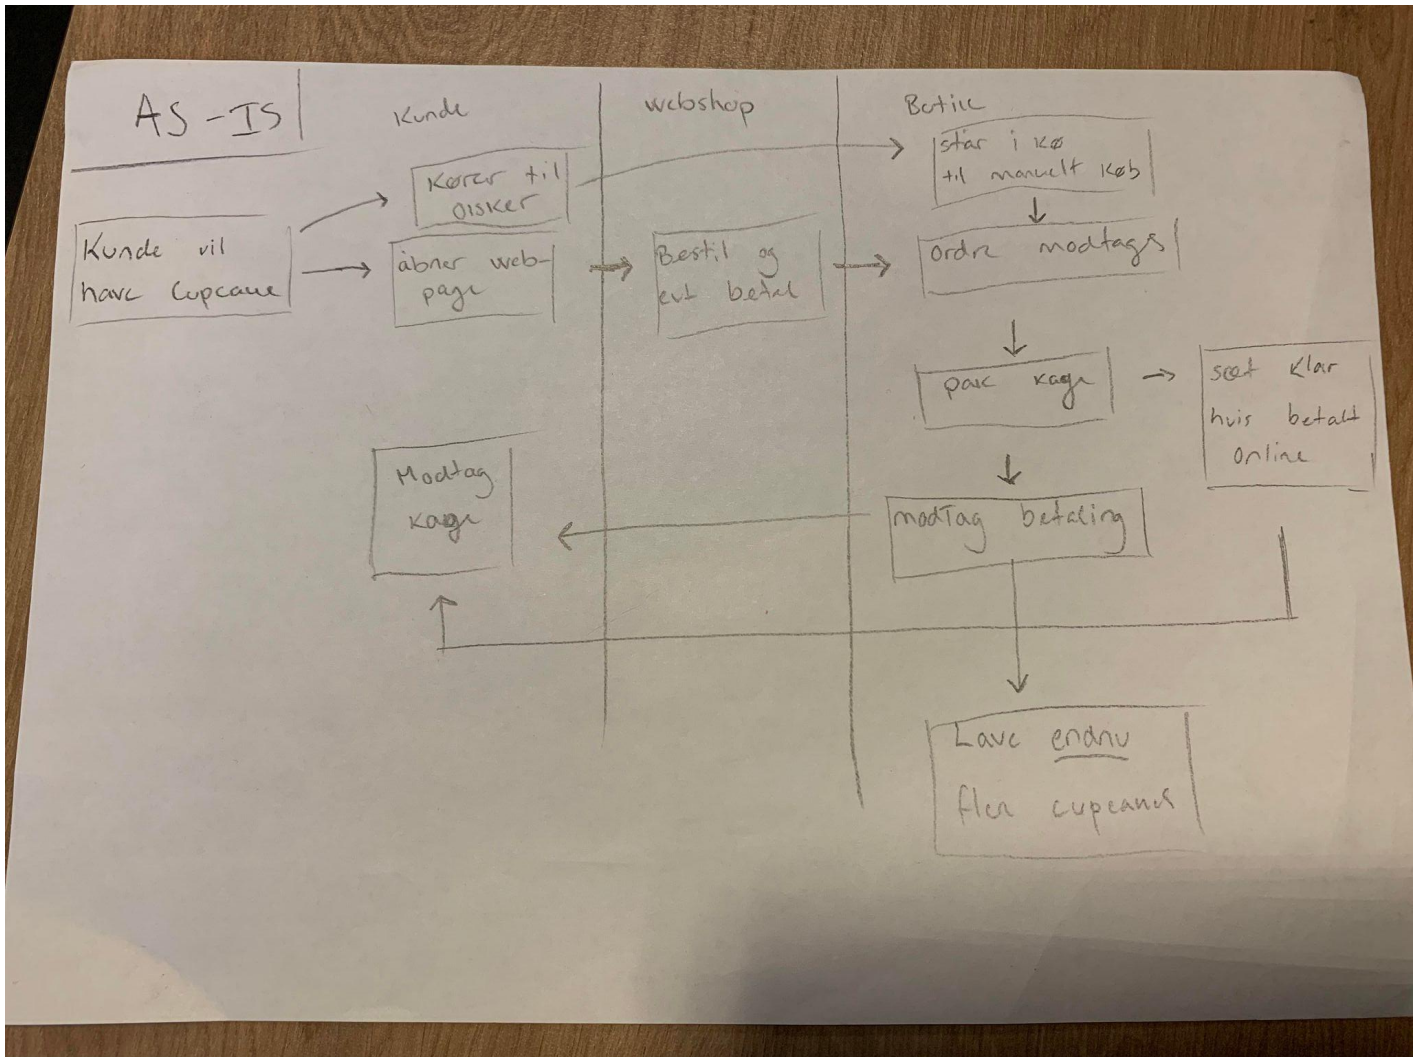 AS-IS
Kunde
webshop
Butik
Kører til
Olsker
står i kø
til manuelt køb
Kunde vil
have Cupcake
åbner web-
page
Bestil og
evt betal
ordre modtages
pak kage
sæt klar
hvis betalt
online
Modtag
kage
modtag betaling
Lave endnu
flere cupcakes